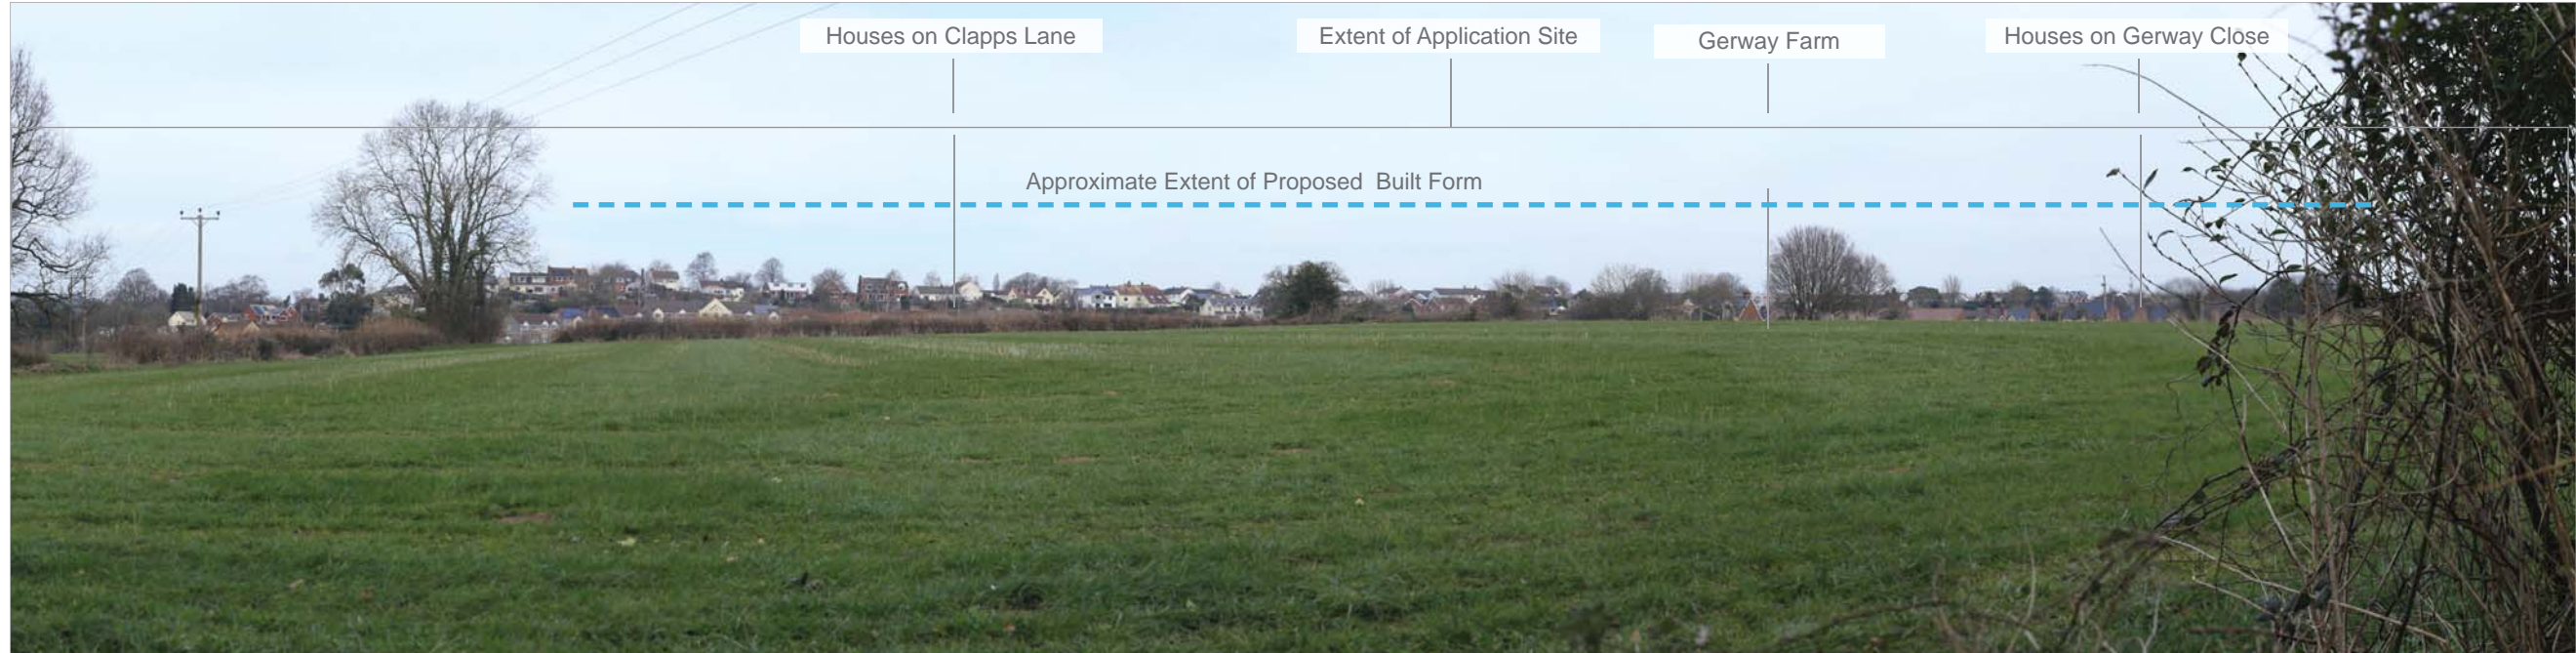 Houses on Clapps Lane
Extent of Application Site
Gerway Farm
Houses on Gerway Close
Approximate Extent of Proposed Built Form